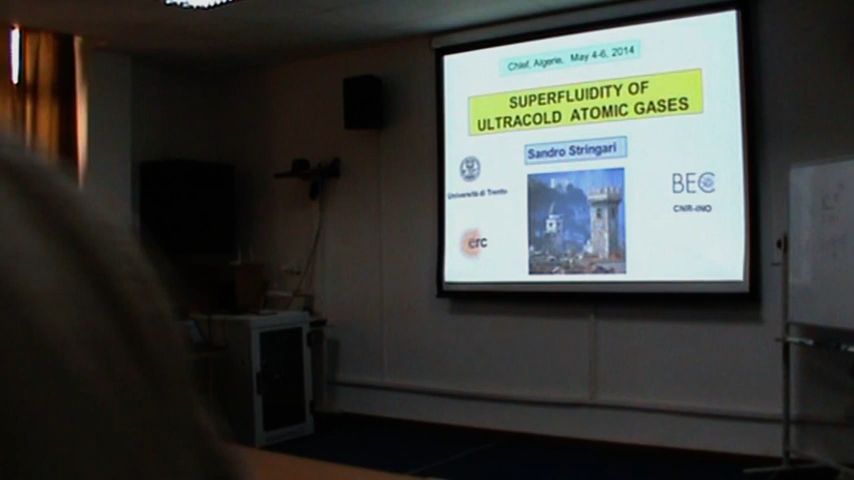 Chlef, Algerie, May 4-6, 2014
SUPERFLUIDITY OF
ULTRACOLD ATOMIC GASES
Sandro Stringari
Università di Trento
BEC
CNR-INO
erc